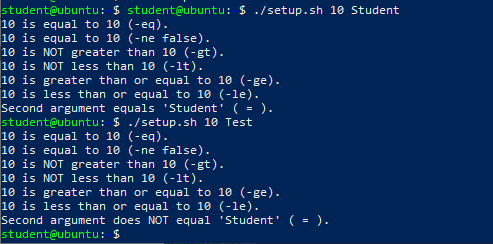 student@ubuntu: $ student@ubuntu: $ ./setup.sh 10 Student
10 is equal to 10 (-eq).
10 is equal to 10 (-ne false).
10 is NOT greater than 10 (-gt).
10 is NOT less than 10 (-lt).
10 is greater than or equal to 10 (-ge).
10 is less than or equal to 10 (-le).
Second argument equals 'Student' ( = ).
student@ubuntu: $ ./setup.sh 10 Test
10 is equal to 10 (-eq).
10 is equal to 10 (-ne false).
10 is NOT greater than 10 (-gt).
10 is NOT less than 10 (-lt).
10 is greater than or equal to 10 (-ge).
10 is less than or equal to 10 (-le).
Second argument does NOT equal 'Student' ( = ).
student@ubuntu: $